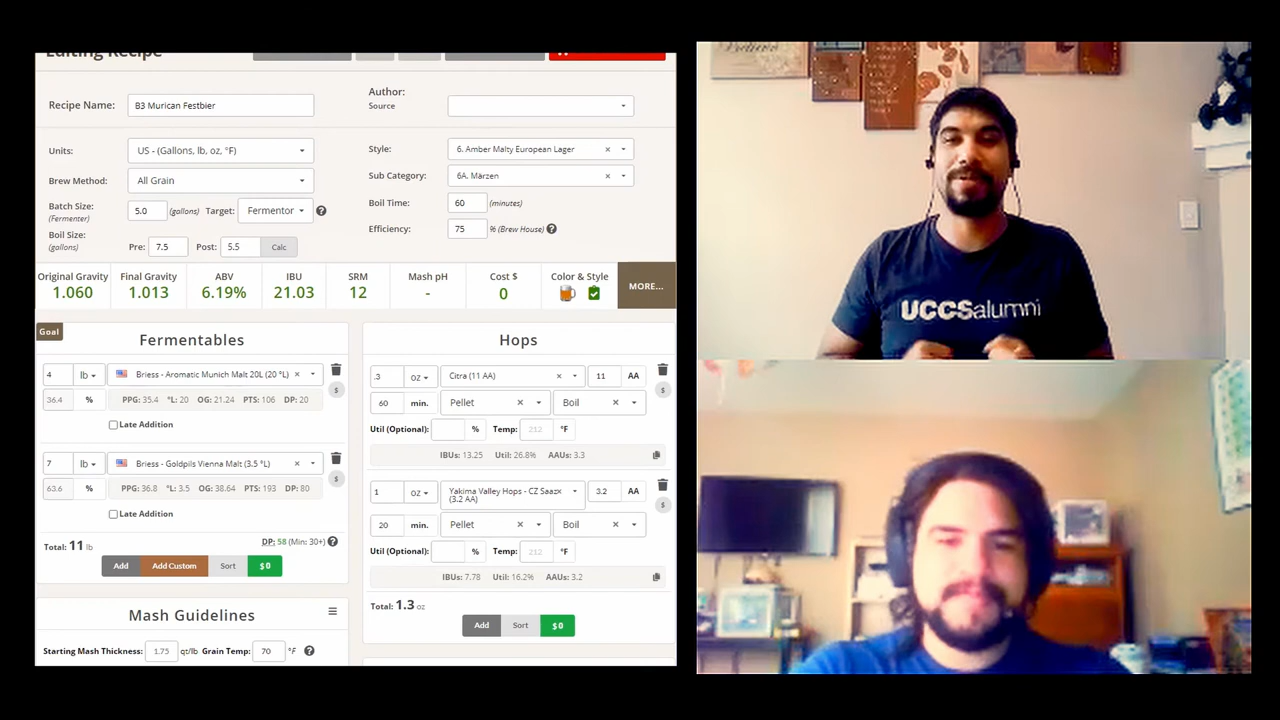 Editing Recipe
Recipe Name: B3 Murican Festbier
Author:
Source
Units: US - (Gallons, lb, oz, °F)
Brew Method: All Grain
Batch Size: (Fermenter) 5.0 (gallons) Target: Fermentor ?
Boil Size: (gallons) Pre: 7.5 Post: 5.5 Calc
Style: 6. Amber Malty European Lager ×
Sub Category: 6A. Märzen ×
Boil Time: 60 (minutes)
Efficiency: 75 % (Brew House) ?
Original Gravity Final Gravity ABV IBU SRM Mash pH Cost $ Color & Style MORE...
1.060 1.013 6.19% 21.03 12 - 0
Goal
Fermentables
4 lb Briess - Aromatic Munich Malt 20L (20 °L) ×
$
36.4 % PPG: 35.4 °L: 20 OG: 21.24 PTS: 106 DP: 20
Late Addition
7 lb Briess - Goldpils Vienna Malt (3.5 °L) ×
$
63.6 % PPG: 36.8 °L: 3.5 OG: 38.64 PTS: 193 DP: 80
Late Addition
Total: 11 lb DP: 58 (Min: 30+) ?
Add Add Custom Sort $0
Mash Guidelines
Starting Mash Thickness: 1.75 qt/lb Grain Temp: 70 °F ?
Hops
.3 oz Citra (11 AA) × 11 AA
$
60 min. Pellet × Boil ×
Util (Optional): % Temp: 212 °F
IBUs: 13.25 Util: 26.8% AAUs: 3.3
1 oz Yakima Valley Hops - CZ Saaz × 3.2 AA
(3.2 AA)
$
20 min. Pellet × Boil ×
Util (Optional): % Temp: 212 °F
IBUs: 7.78 Util: 16.2% AAUs: 3.2
Total: 1.3 oz
Add Sort $0
UCCSalumni